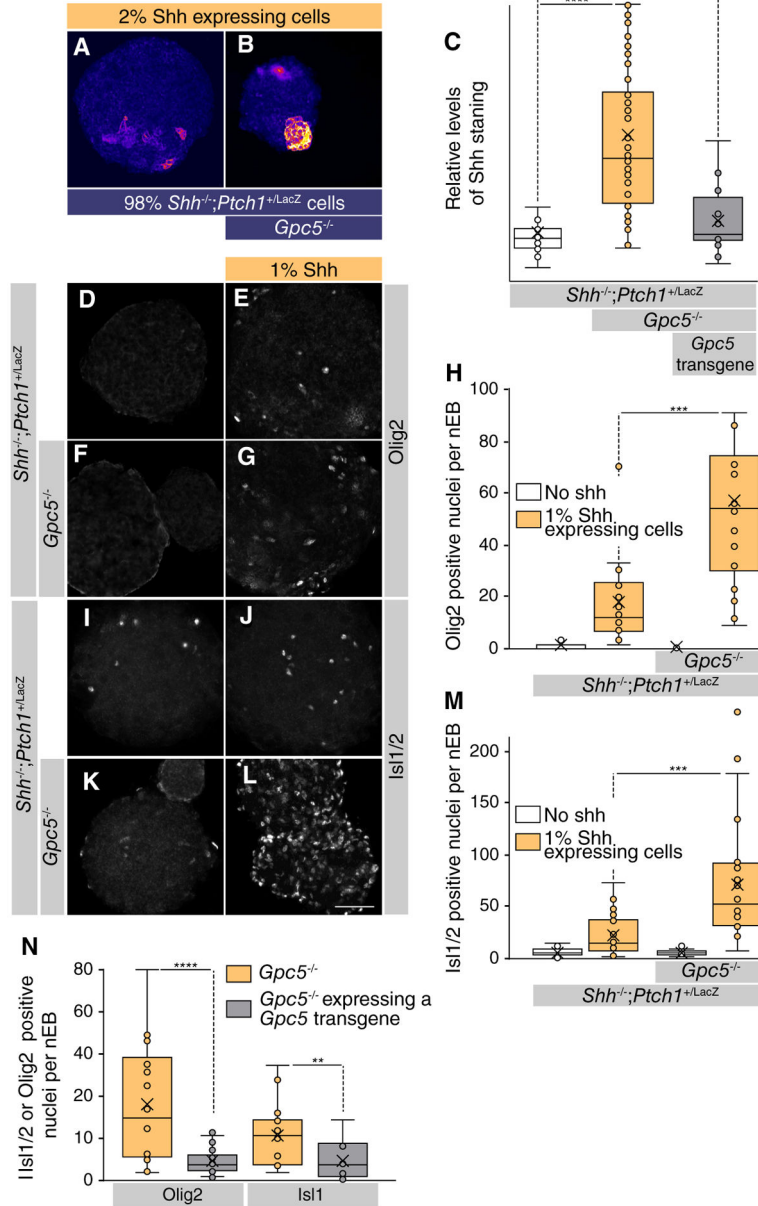 2% Shh expressing cells
A
B
98% Shh-/-;Ptch1+/LacZ cells
Gpc5-/-
C
****
Relative levels
of Shh staning
Shh-/-;Ptch1+/LacZ
Gpc5-/-
Gpc5
transgene
1% Shh
D
E
F
G
Shh-/-;Ptch1+/LacZ
Gpc5-/-
Olig2
I
J
K
L
Shh-/-;Ptch1+/LacZ
Gpc5-/-
Isl1/2
H
Olig2 positive nuclei per nEB
100
80
60
40
20
0
***
No shh
1% Shh
expressing cells
Gpc5-/-
Shh-/-;Ptch1+/LacZ
M
Isl1/2 positive nuclei per nEB
200
150
100
50
0
***
No shh
1% Shh
expressing cells
Gpc5-/-
Shh-/-;Ptch1+/LacZ
N
IIsl1/2 or Olig2 positive
nuclei per nEB
80
60
40
20
10
0
****
**
Gpc5-/-
Gpc5-/- expressing a
Gpc5 transgene
Olig2
Isl1